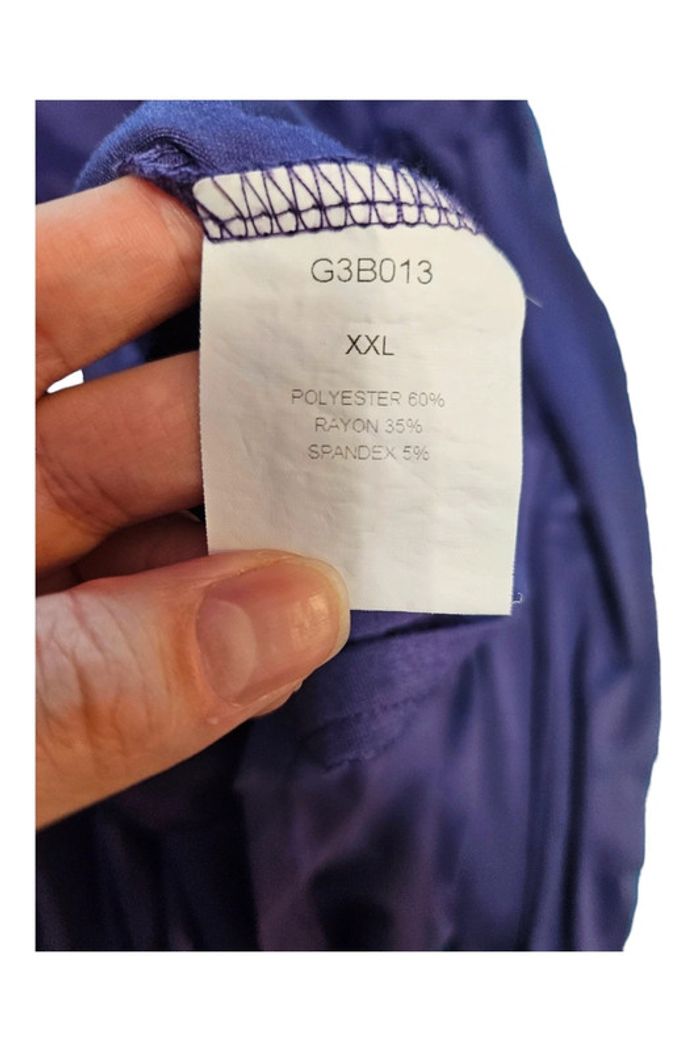 G3B013
XXL
POLYESTER 60%
RAYON 35%
SPANDEX 5%